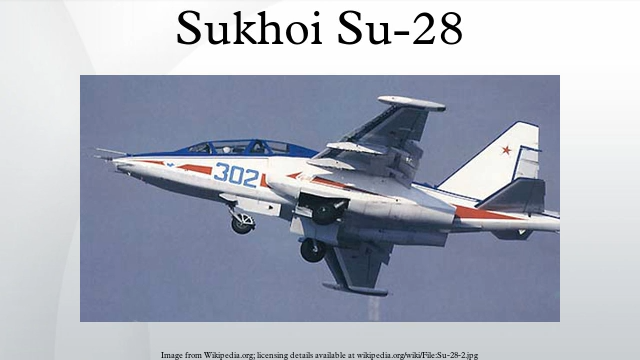 Sukhoi Su-28
302
Image from Wikipedia.org; licensing details available at wikipedia.org/wiki/File:Su-28-2.jpg